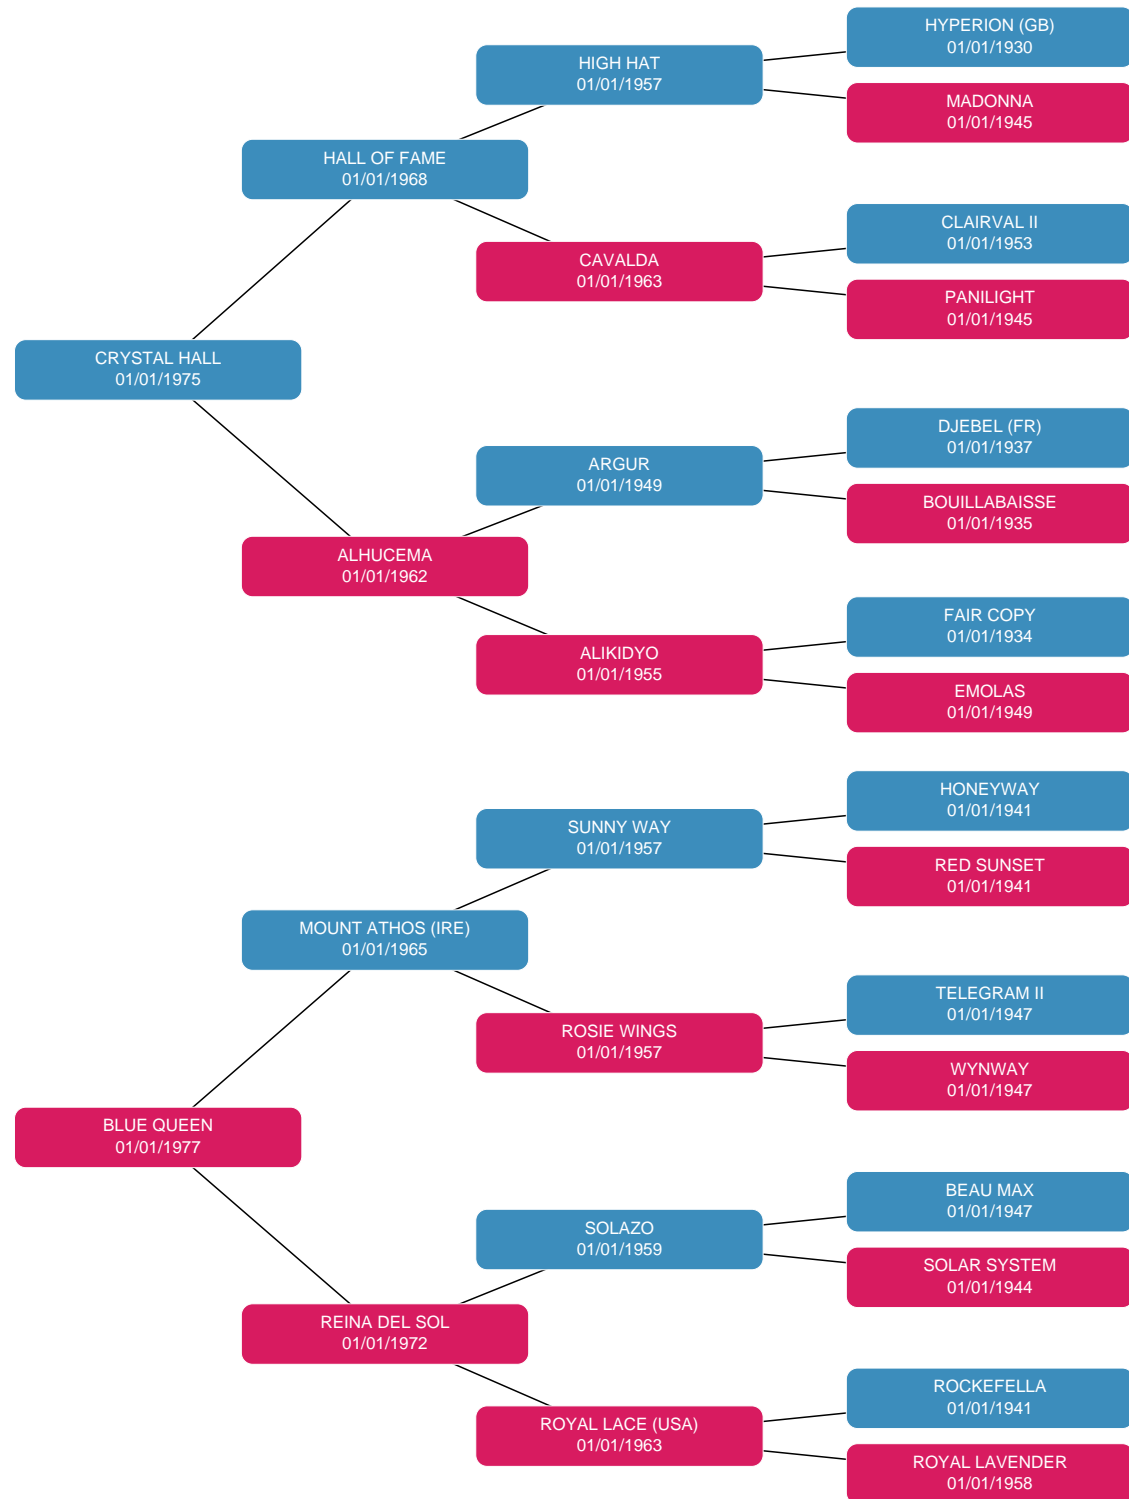 HYPERION (GB)
01/01/1930
HIGH HAT
01/01/1957
MADONNA
01/01/1945
HALL OF FAME
01/01/1968
CLAIRVAL II
01/01/1953
CAVALDA
01/01/1963
PANILIGHT
01/01/1945
CRYSTAL HALL
01/01/1975
DJEBEL (FR)
01/01/1937
ARGUR
01/01/1949
BOUILLABAISSE
01/01/1935
ALHUCEMA
01/01/1962
FAIR COPY
01/01/1934
ALIKIDYO
01/01/1955
EMOLAS
01/01/1949
HONEYWAY
01/01/1941
SUNNY WAY
01/01/1957
RED SUNSET
01/01/1941
MOUNT ATHOS (IRE)
01/01/1965
TELEGRAM II
01/01/1947
ROSIE WINGS
01/01/1957
WYNWAY
01/01/1947
BLUE QUEEN
01/01/1977
BEAU MAX
01/01/1947
SOLAZO
01/01/1959
SOLAR SYSTEM
01/01/1944
REINA DEL SOL
01/01/1972
ROCKEFELLA
01/01/1941
ROYAL LACE (USA)
01/01/1963
ROYAL LAVENDER
01/01/1958